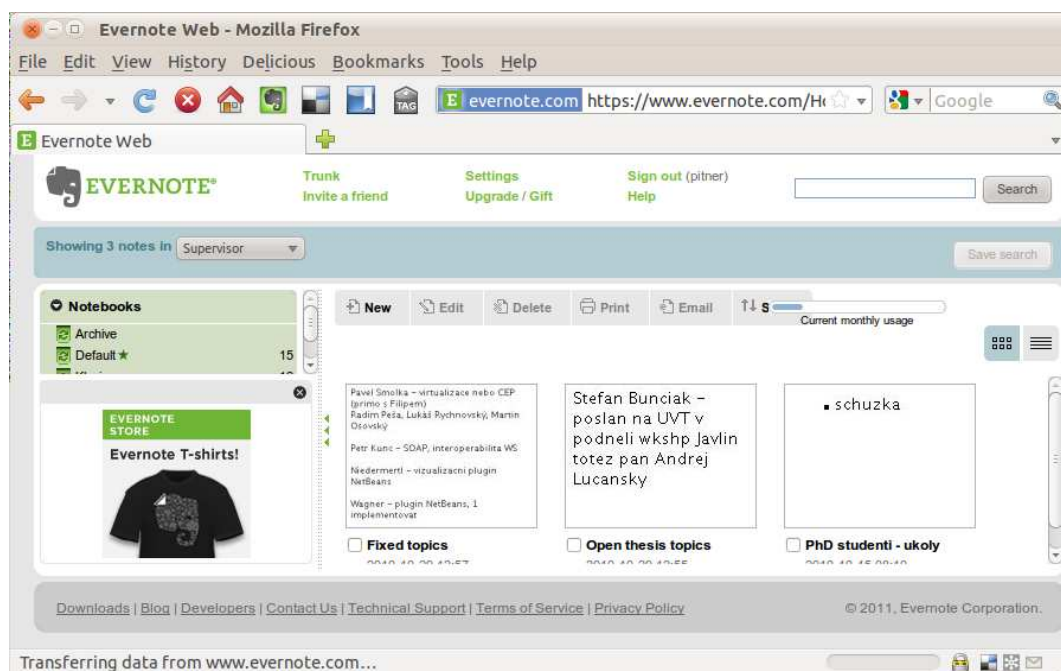 Evernote Web - Mozilla Firefox
File Edit View History Delicious Bookmarks Tools Help
TAG
E evernote.com https://www.evernote.com/H
Google
E Evernote Web
EVERNOTE®
Trunk Settings Sign out (pitner)
Invite a friend Upgrade / Gift Help
Search
Showing 3 notes in Supervisor
Save search
Notebooks
New Edit Delete Print Email S
Current monthly usage
Archive
Default 15
EVERNOTE
STORE
Evernote T-shirts!
Pavel Smolka – virtualizace nebo CEP
(primo s Filipem)
Radim Peša, Lukáš Rychnovský, Martin
Osovský
Petr Kunc – SOAP, interoperabilita WS
Niedermertl – vizualizacni plugin
NetBeans
Wagner – plugin NetBeans, 1
implementovat
Fixed topics
Stefan Bunciak –
poslan na UVT v
podneli wkshp Javlin
totez pan Andrej
Lucansky
Open thesis topics
▪ schuzka
PhD studenti - ukoly
Downloads | Blog | Developers | Contact Us | Technical Support | Terms of Service | Privacy Policy
© 2011, Evernote Corporation.
Transferring data from www.evernote.com...